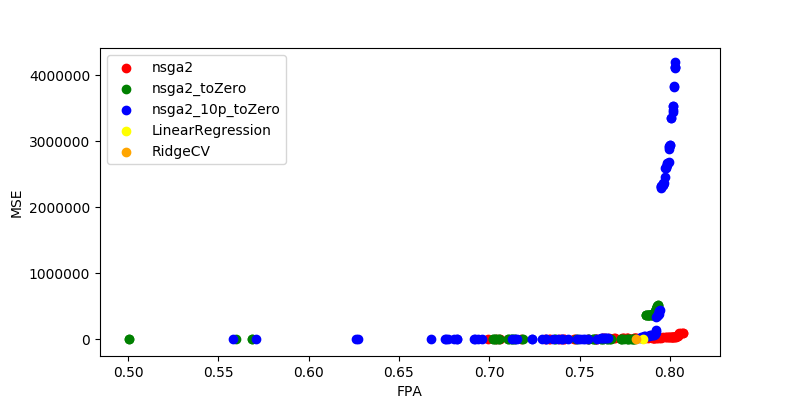 nsga2
nsga2_toZero
nsga2_10p_toZero
LinearRegression
RidgeCV
4000000
3000000
2000000
1000000
0
MSE
0.50 0.55 0.60 0.65 0.70 0.75 0.80
FPA